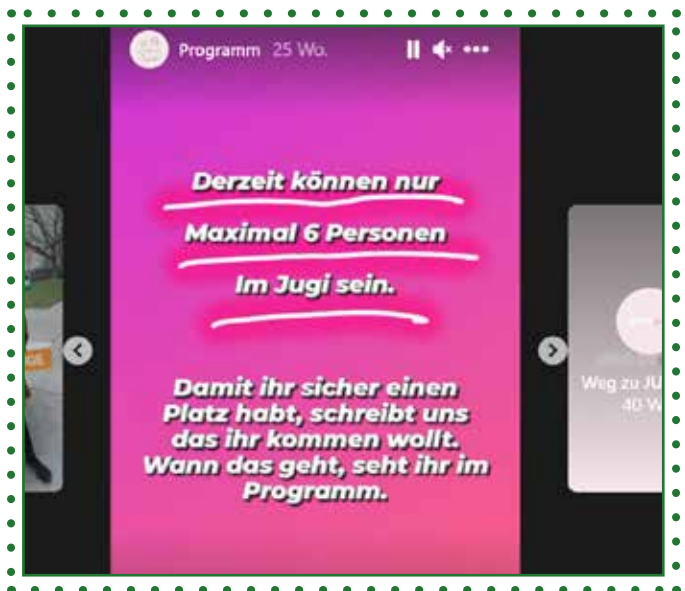 Programm 25 Wo.
Derzeit können nur
Maximal 6 Personen
Im Jugi sein.
Damit ihr sicher einen
Platz habt, schreibt uns
das ihr kommen wollt.
Wann das geht, seht ihr im
Programm.
GE
Weg zu JU
40 W